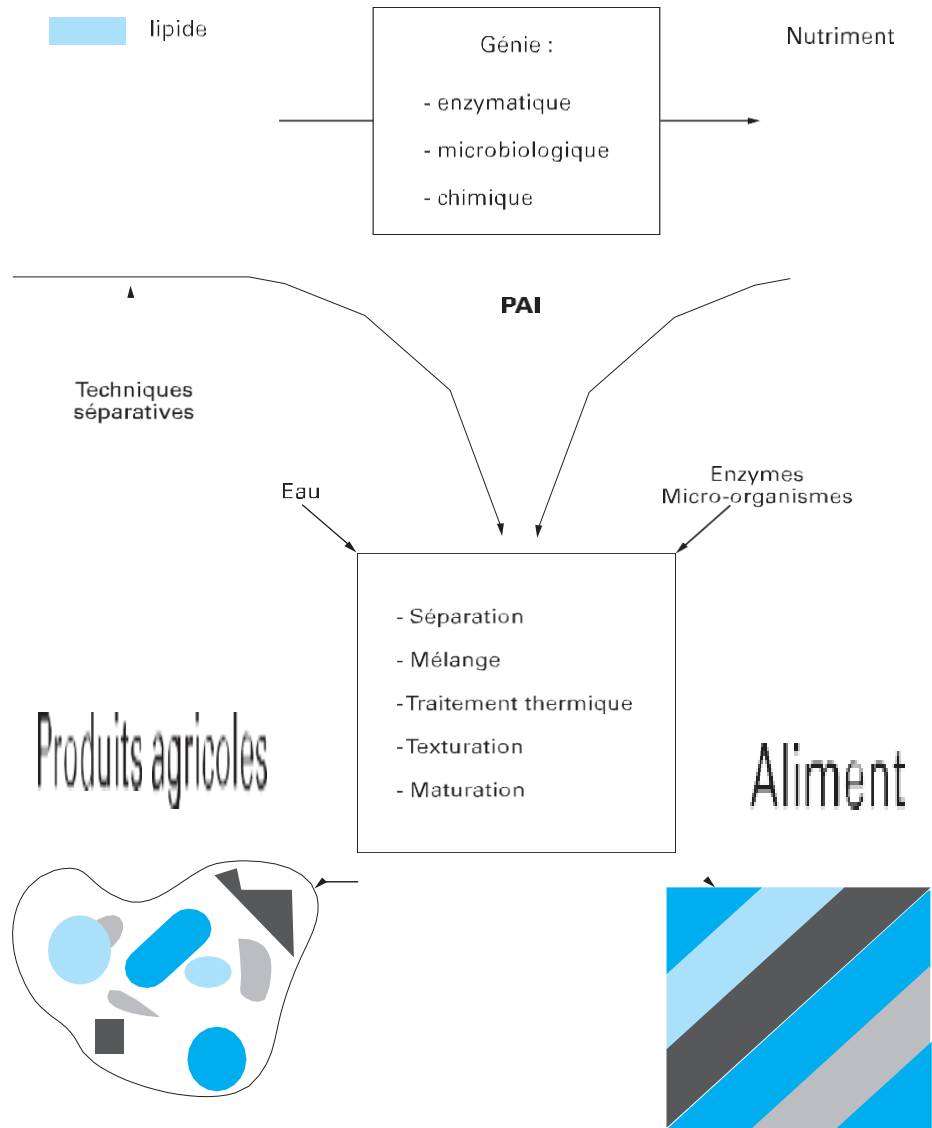 lipide
Génie :
Nutriment
- enzymatique
- microbiologique
- chimique
PAI
Techniques
séparatives
Eau
Enzymes
Micro-organismes
- Séparation
- Mélange
-Traitement thermique
-Texturation
- Maturation
Produits agricoles
Aliment